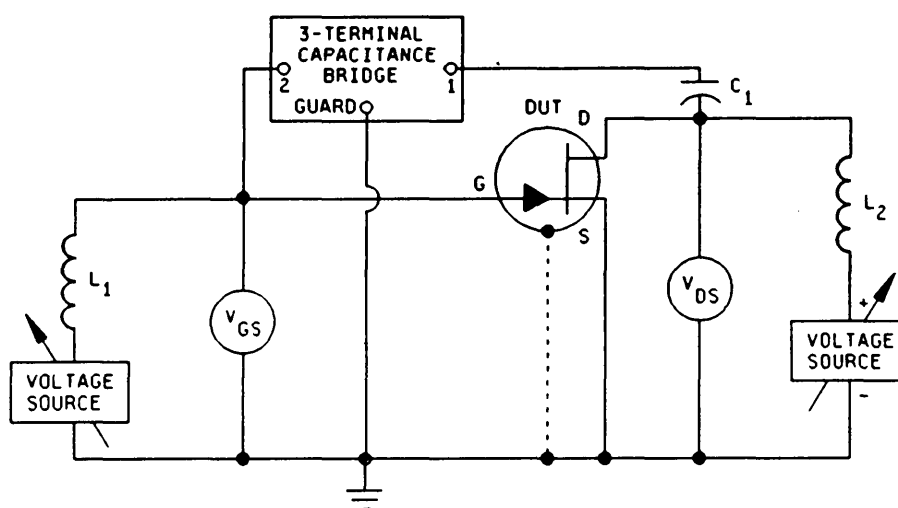 3-TERMINAL
CAPACITANCE
BRIDGE
2
1
GUARD
C1
DUT
D
G
S
L1
L2
VGS
VDS
+
VOLTAGE
SOURCE
VOLTAGE
SOURCE
-